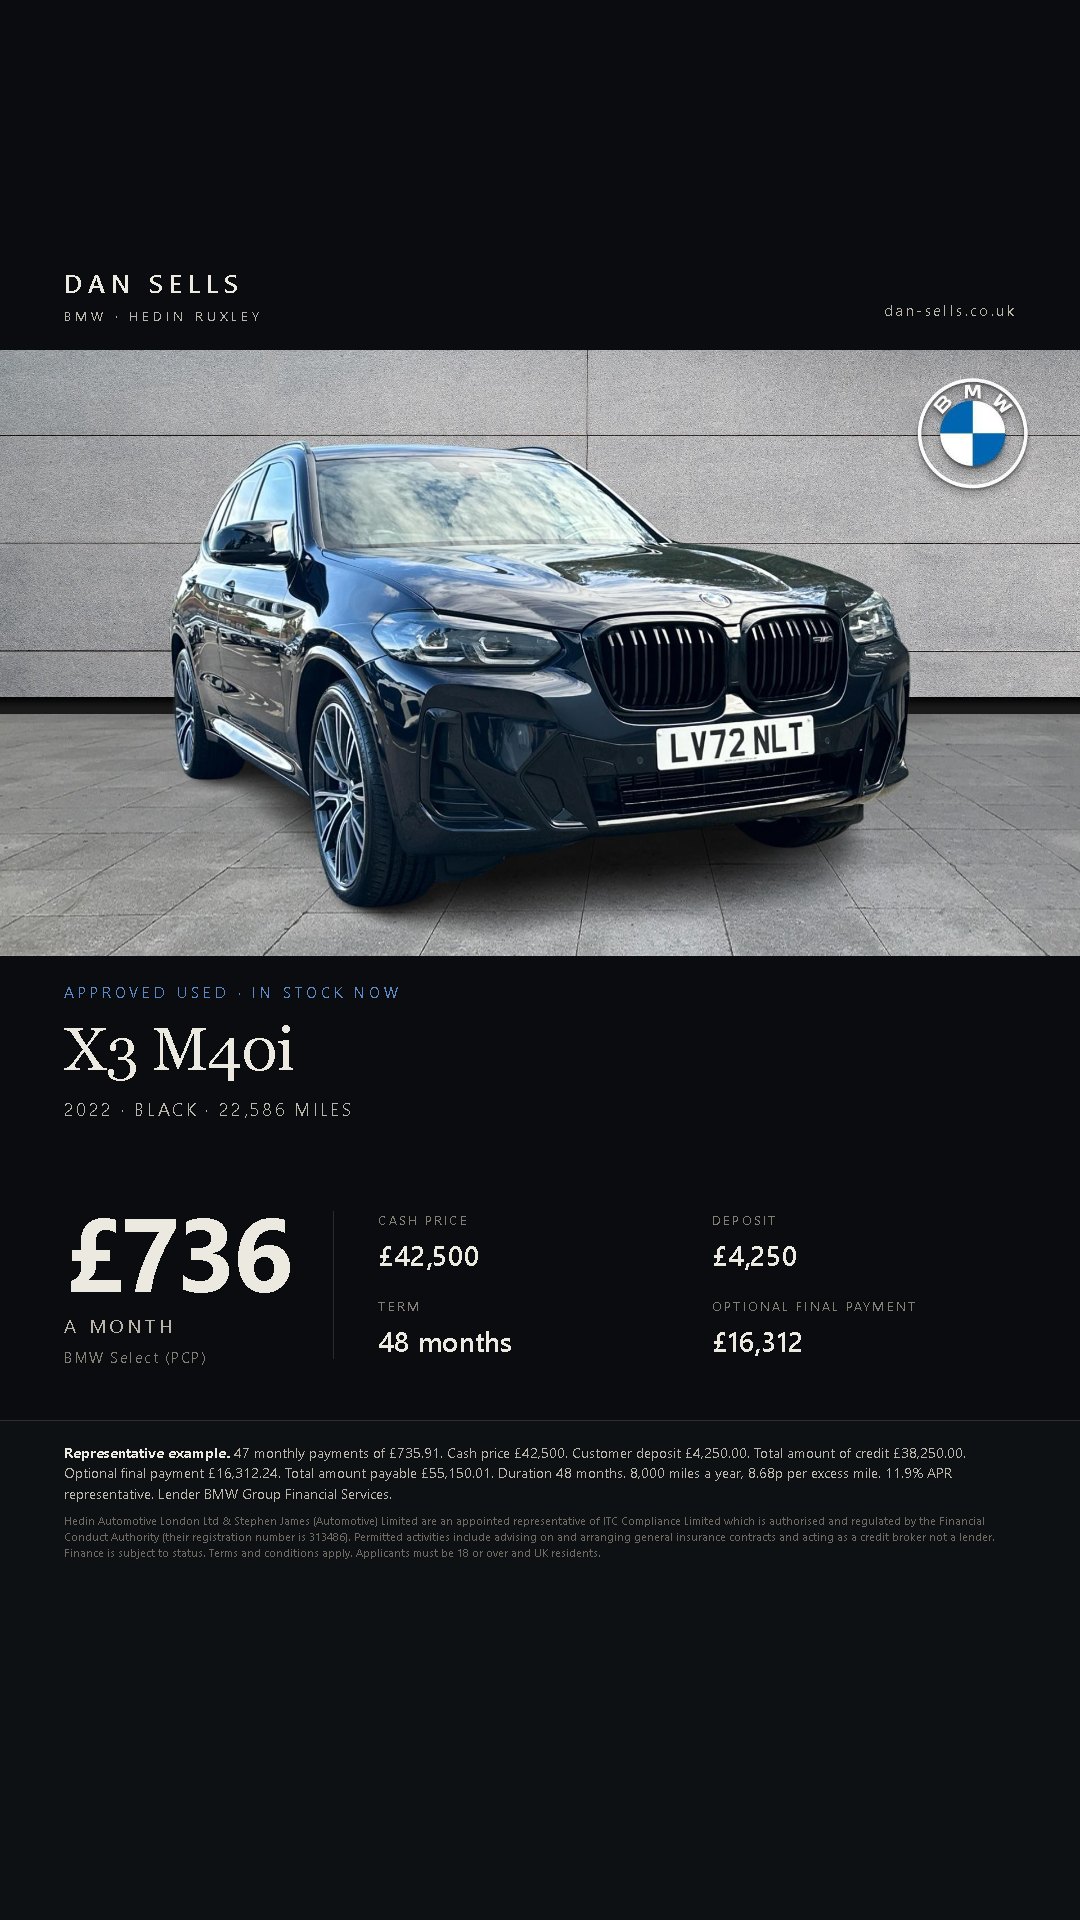 DAN SELLS
BMW · HEDIN RUXLEY
dan-sells.co.uk
BMW
LV72 NLT
APPROVED USED · IN STOCK NOW
X3 M40i
2022 · BLACK · 22,586 MILES
£736
A MONTH
BMW Select (PCP)
CASH PRICE
£42,500
DEPOSIT
£4,250
TERM
48 months
OPTIONAL FINAL PAYMENT
£16,312
Representative example. 47 monthly payments of £735.91. Cash price £42,500. Customer deposit £4,250.00. Total amount of credit £38,250.00.
Optional final payment £16,312.24. Total amount payable £55,150.01. Duration 48 months. 8,000 miles a year, 8.68p per excess mile. 11.9% APR
representative. Lender BMW Group Financial Services.
Hedin Automotive London Ltd & Stephen James (Automotive) Limited are an appointed representative of ITC Compliance Limited which is authorised and regulated by the Financial
Conduct Authority (their registration number is 313486). Permitted activities include advising on and arranging general insurance contracts and acting as a credit broker not a lender.
Finance is subject to status. Terms and conditions apply. Applicants must be 18 or over and UK residents.